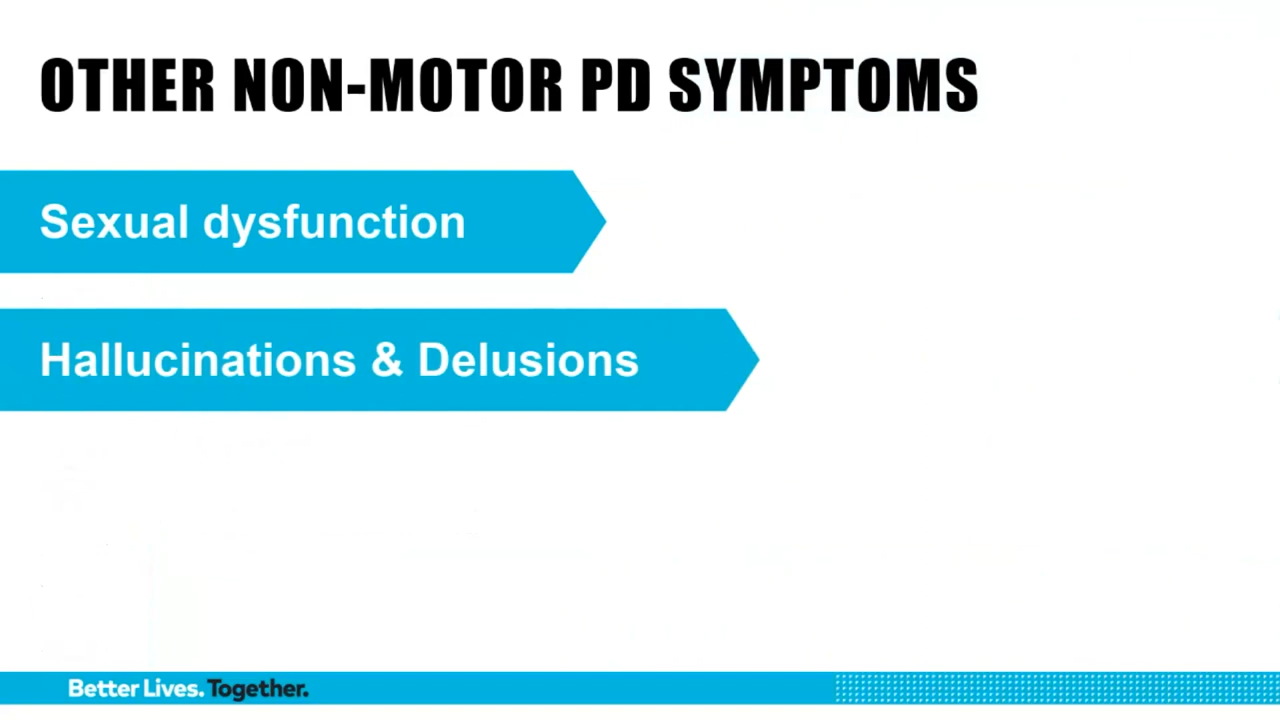 OTHER NON-MOTOR PD SYMPTOMS
Sexual dysfunction
Hallucinations & Delusions
Better Lives. Together.